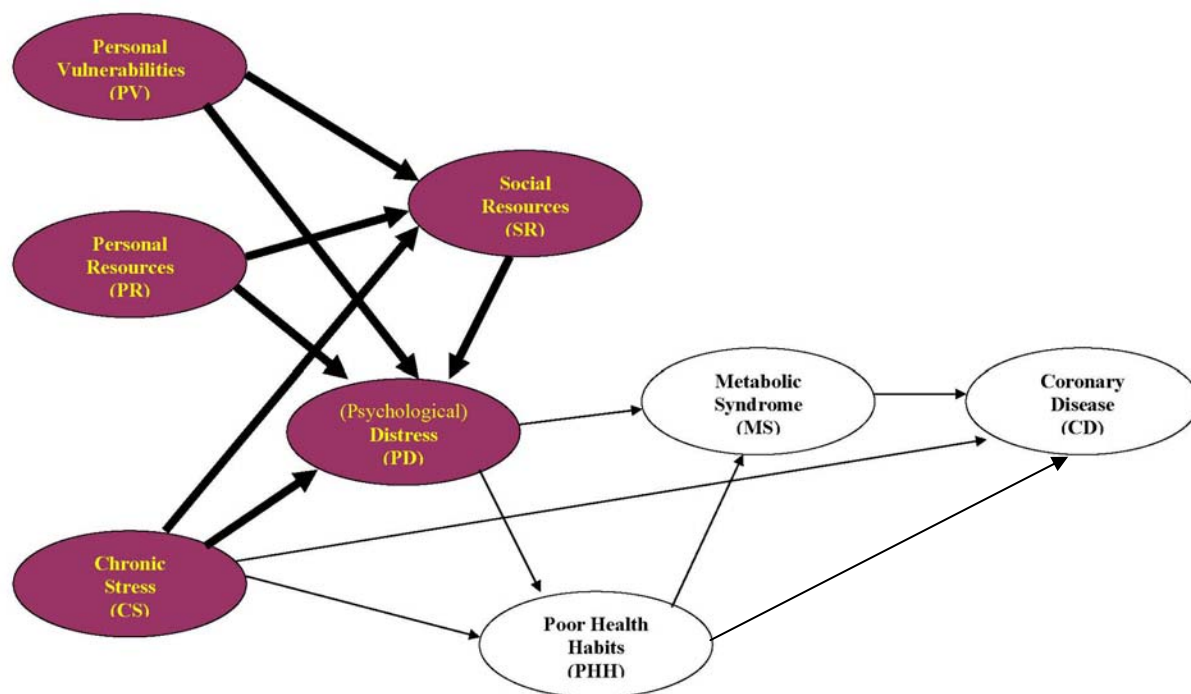 Personal
Vulnerabilities
(PV)
Social
Resources
(SR)
Personal
Resources
(PR)
(Psychological)
Distress
(PD)
Metabolic
Syndrome
(MS)
Coronary
Disease
(CD)
Chronic
Stress
(CS)
Poor Health
Habits
(PHH)